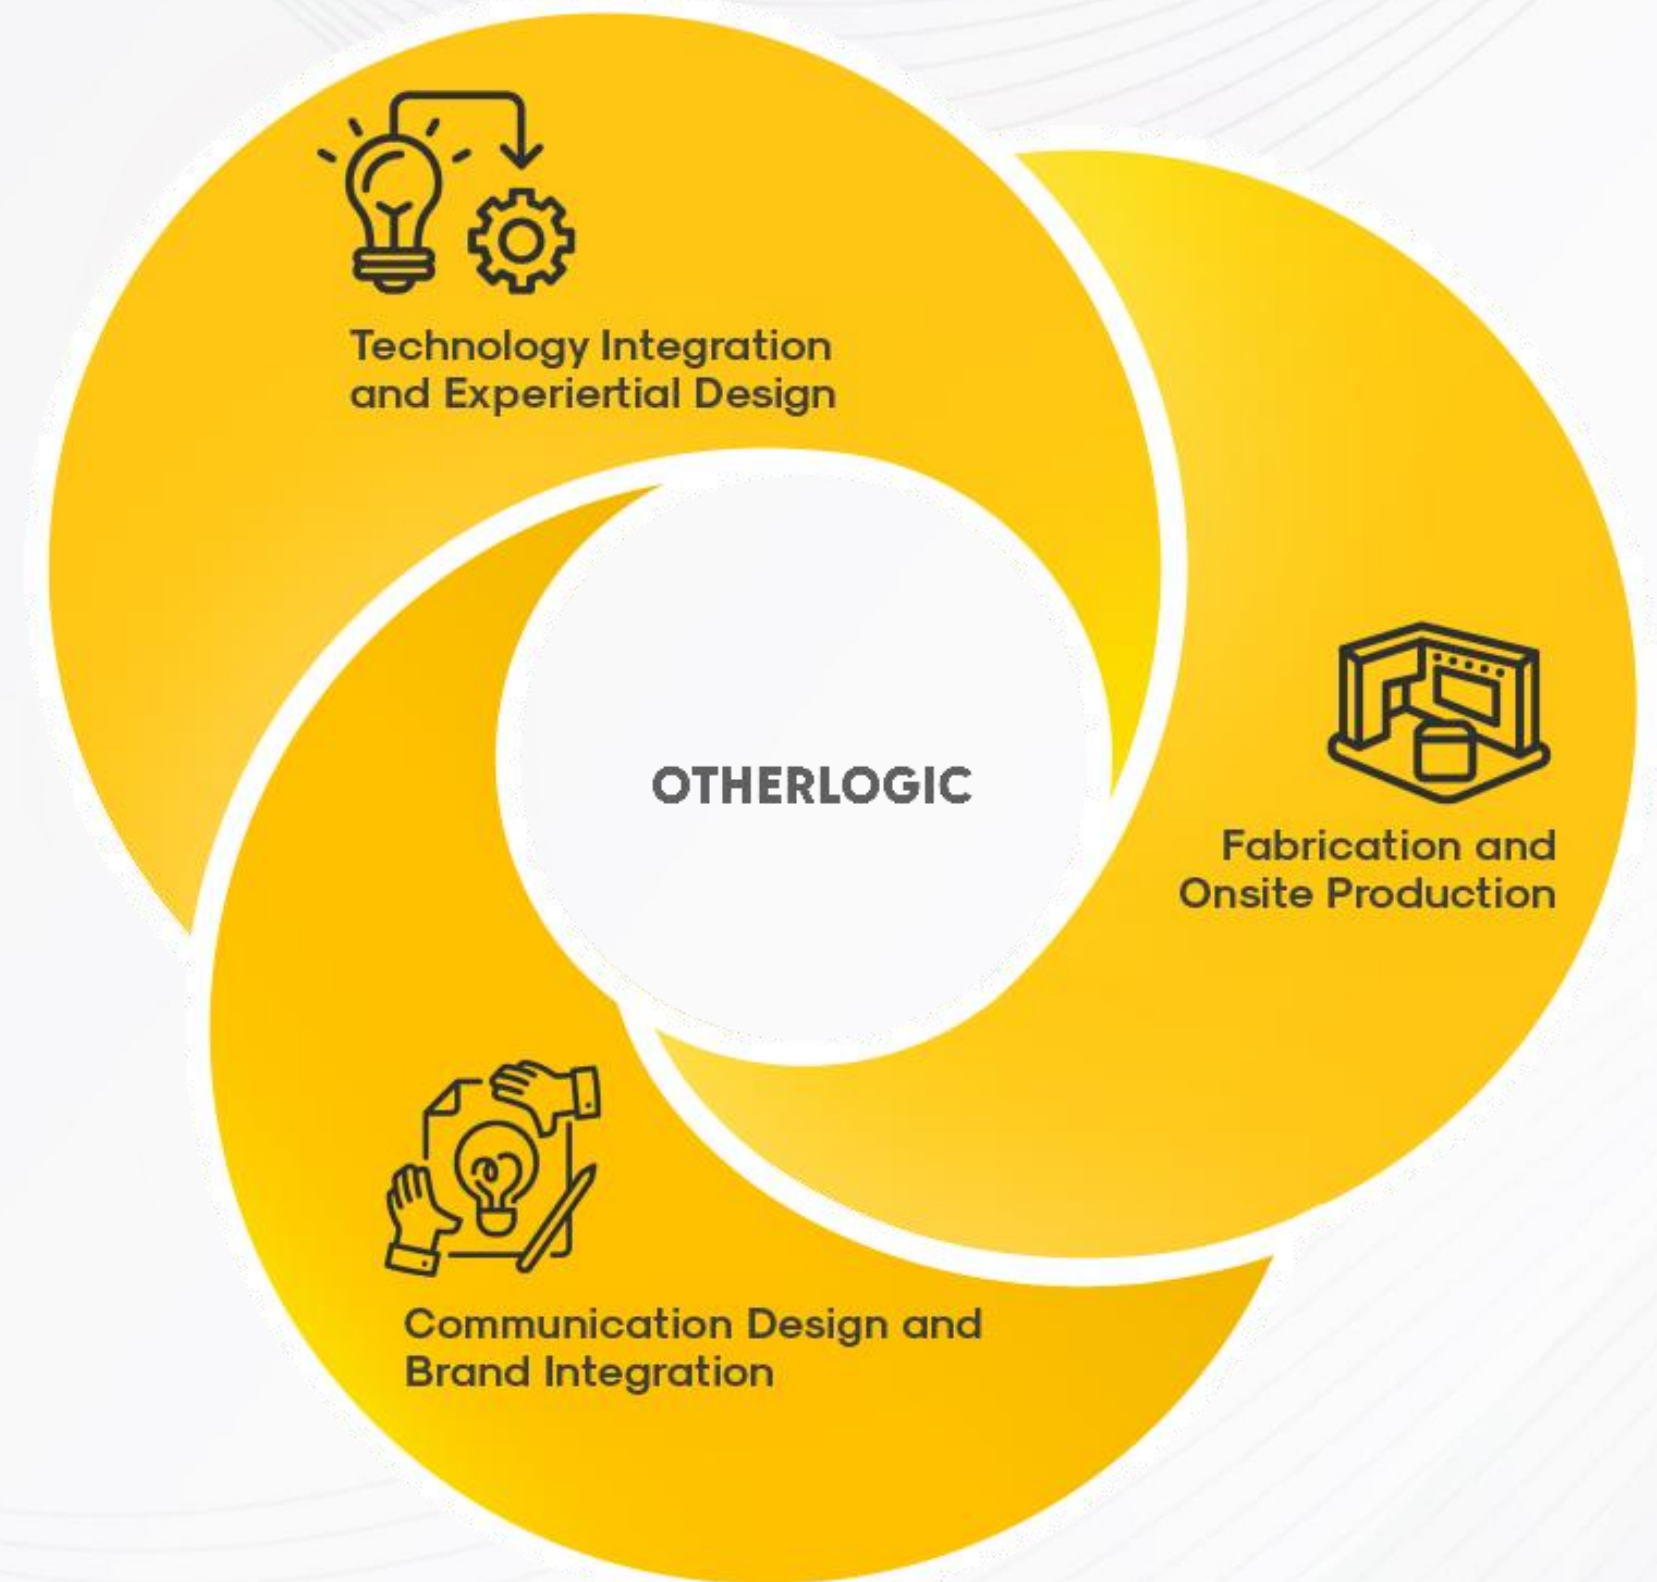 Technology Integration
and Experiertial Design
OTHERLOGIC
Fabrication and
Onsite Production
Communication Design and
Brand Integration